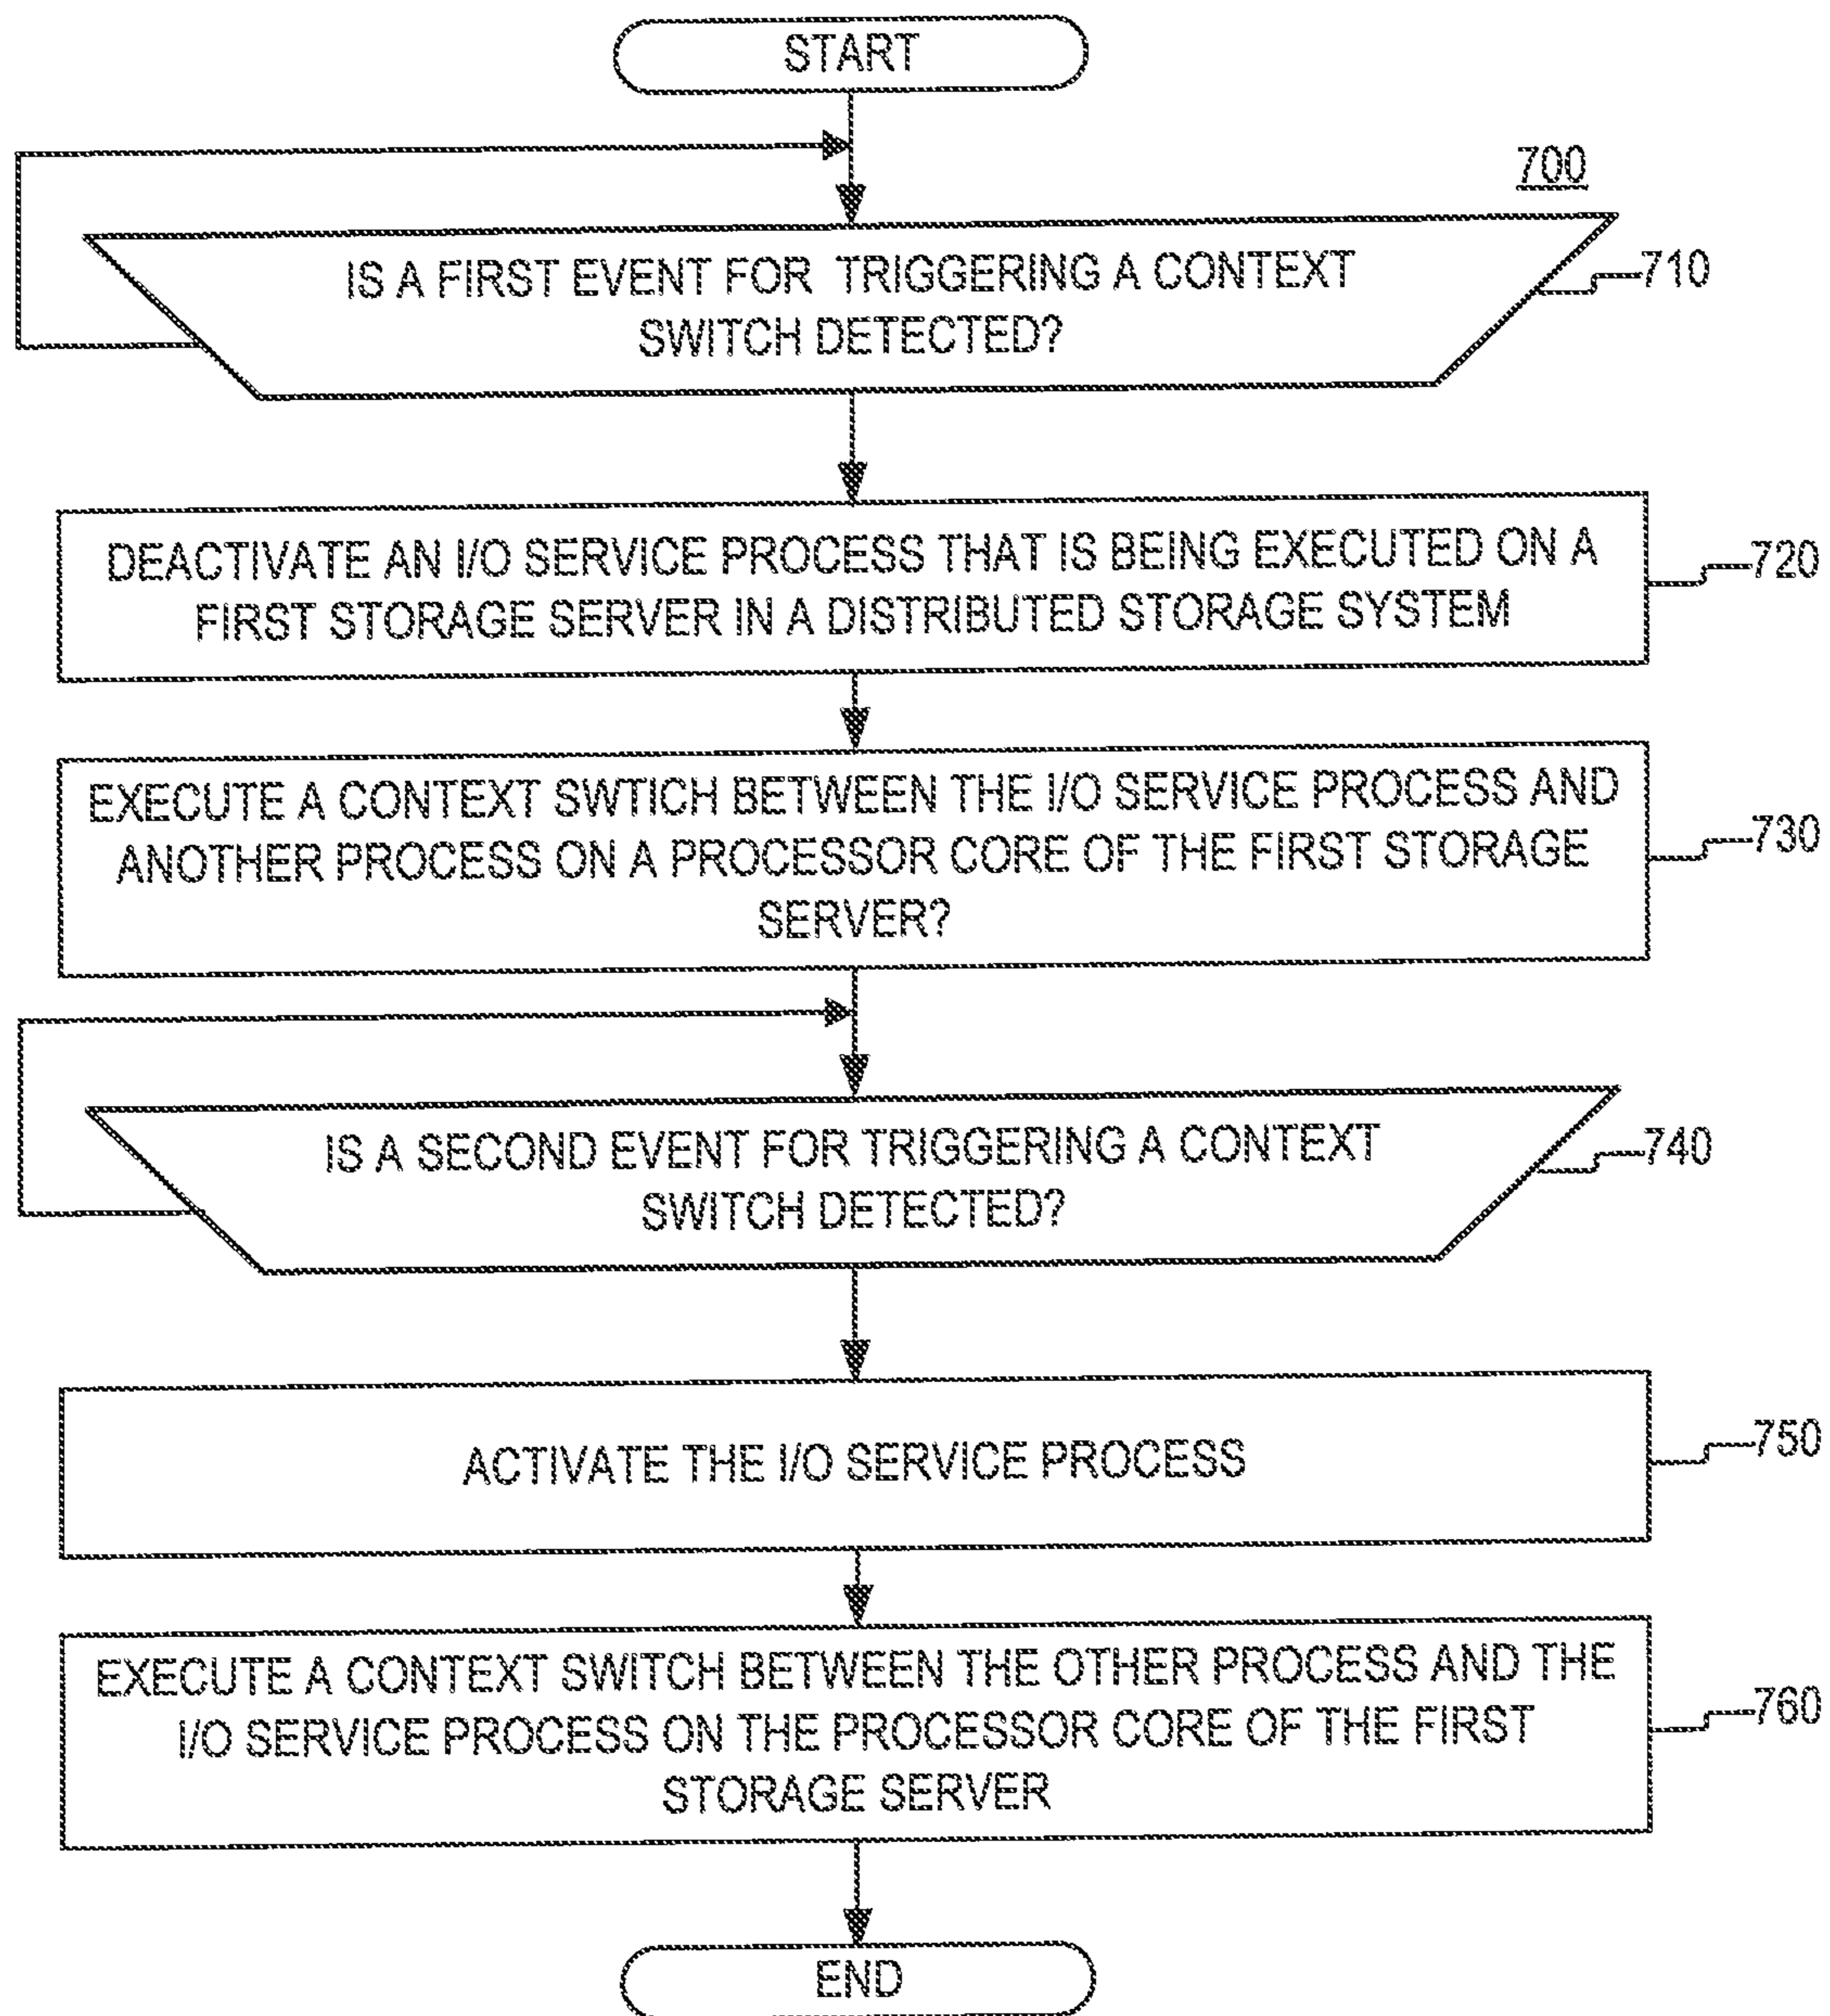 START
700
IS A FIRST EVENT FOR TRIGGERING A CONTEXT
SWITCH DETECTED?
710
DEACTIVATE AN I/O SERVICE PROCESS THAT IS BEING EXECUTED ON A
FIRST STORAGE SERVER IN A DISTRIBUTED STORAGE SYSTEM
720
EXECUTE A CONTEXT SWTICH BETWEEN THE I/O SERVICE PROCESS AND
ANOTHER PROCESS ON A PROCESSOR CORE OF THE FIRST STORAGE
SERVER?
730
IS A SECOND EVENT FOR TRIGGERING A CONTEXT
SWITCH DETECTED?
740
ACTIVATE THE I/O SERVICE PROCESS
750
EXECUTE A CONTEXT SWITCH BETWEEN THE OTHER PROCESS AND THE
I/O SERVICE PROCESS ON THE PROCESSOR CORE OF THE FIRST
STORAGE SERVER
760
END